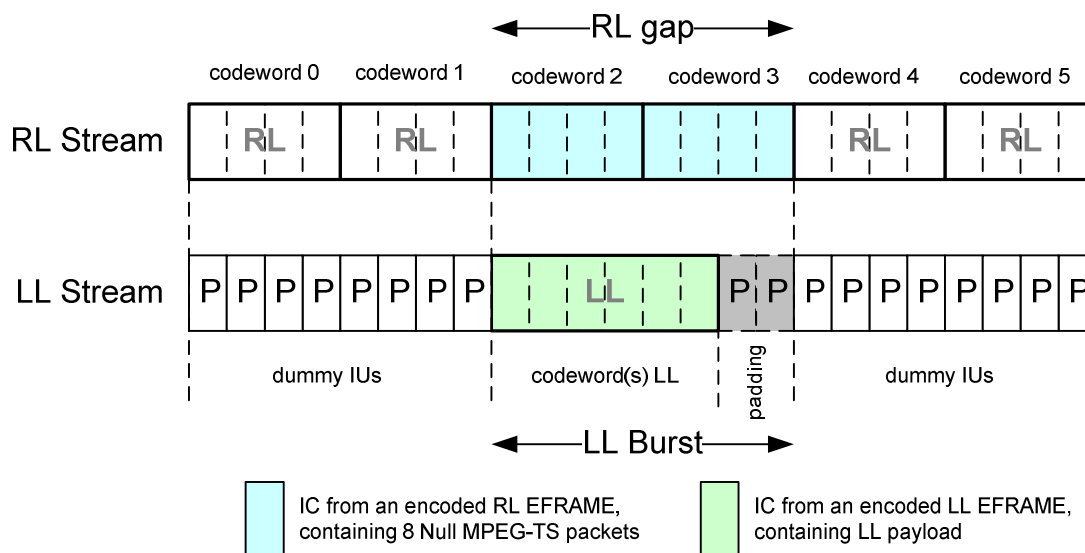 RL gap
codeword 0 codeword 1 codeword 2 codeword 3 codeword 4 codeword 5
RL Stream RL RL RL RL
LL Stream P P P P P P P P LL P P P P P P P P P P
dummy IUs codeword(s) LL padding dummy IUs
LL Burst
IC from an encoded RL EFRAME, IC from an encoded LL EFRAME,
containing 8 Null MPEG-TS packets containing LL payload